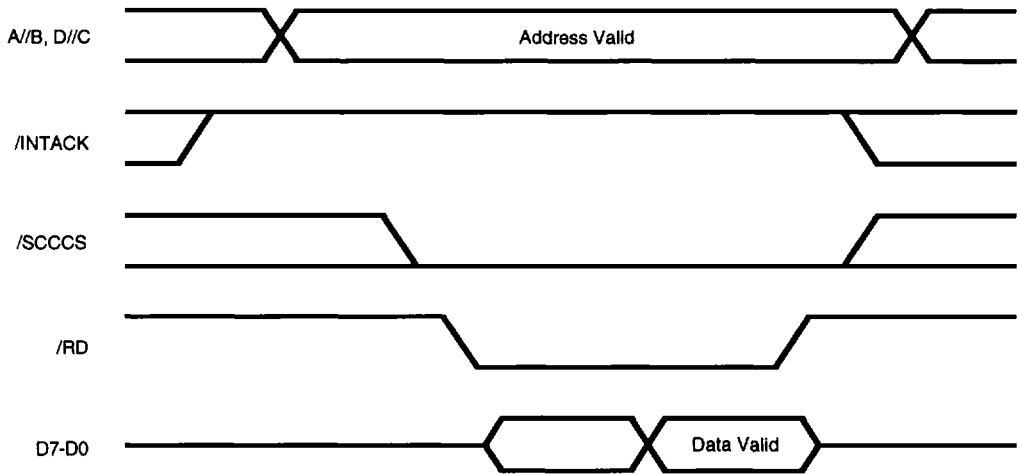 A//B, D//C
Address Valid
/INTACK
/SCCCS
/RD
D7-D0
Data Valid